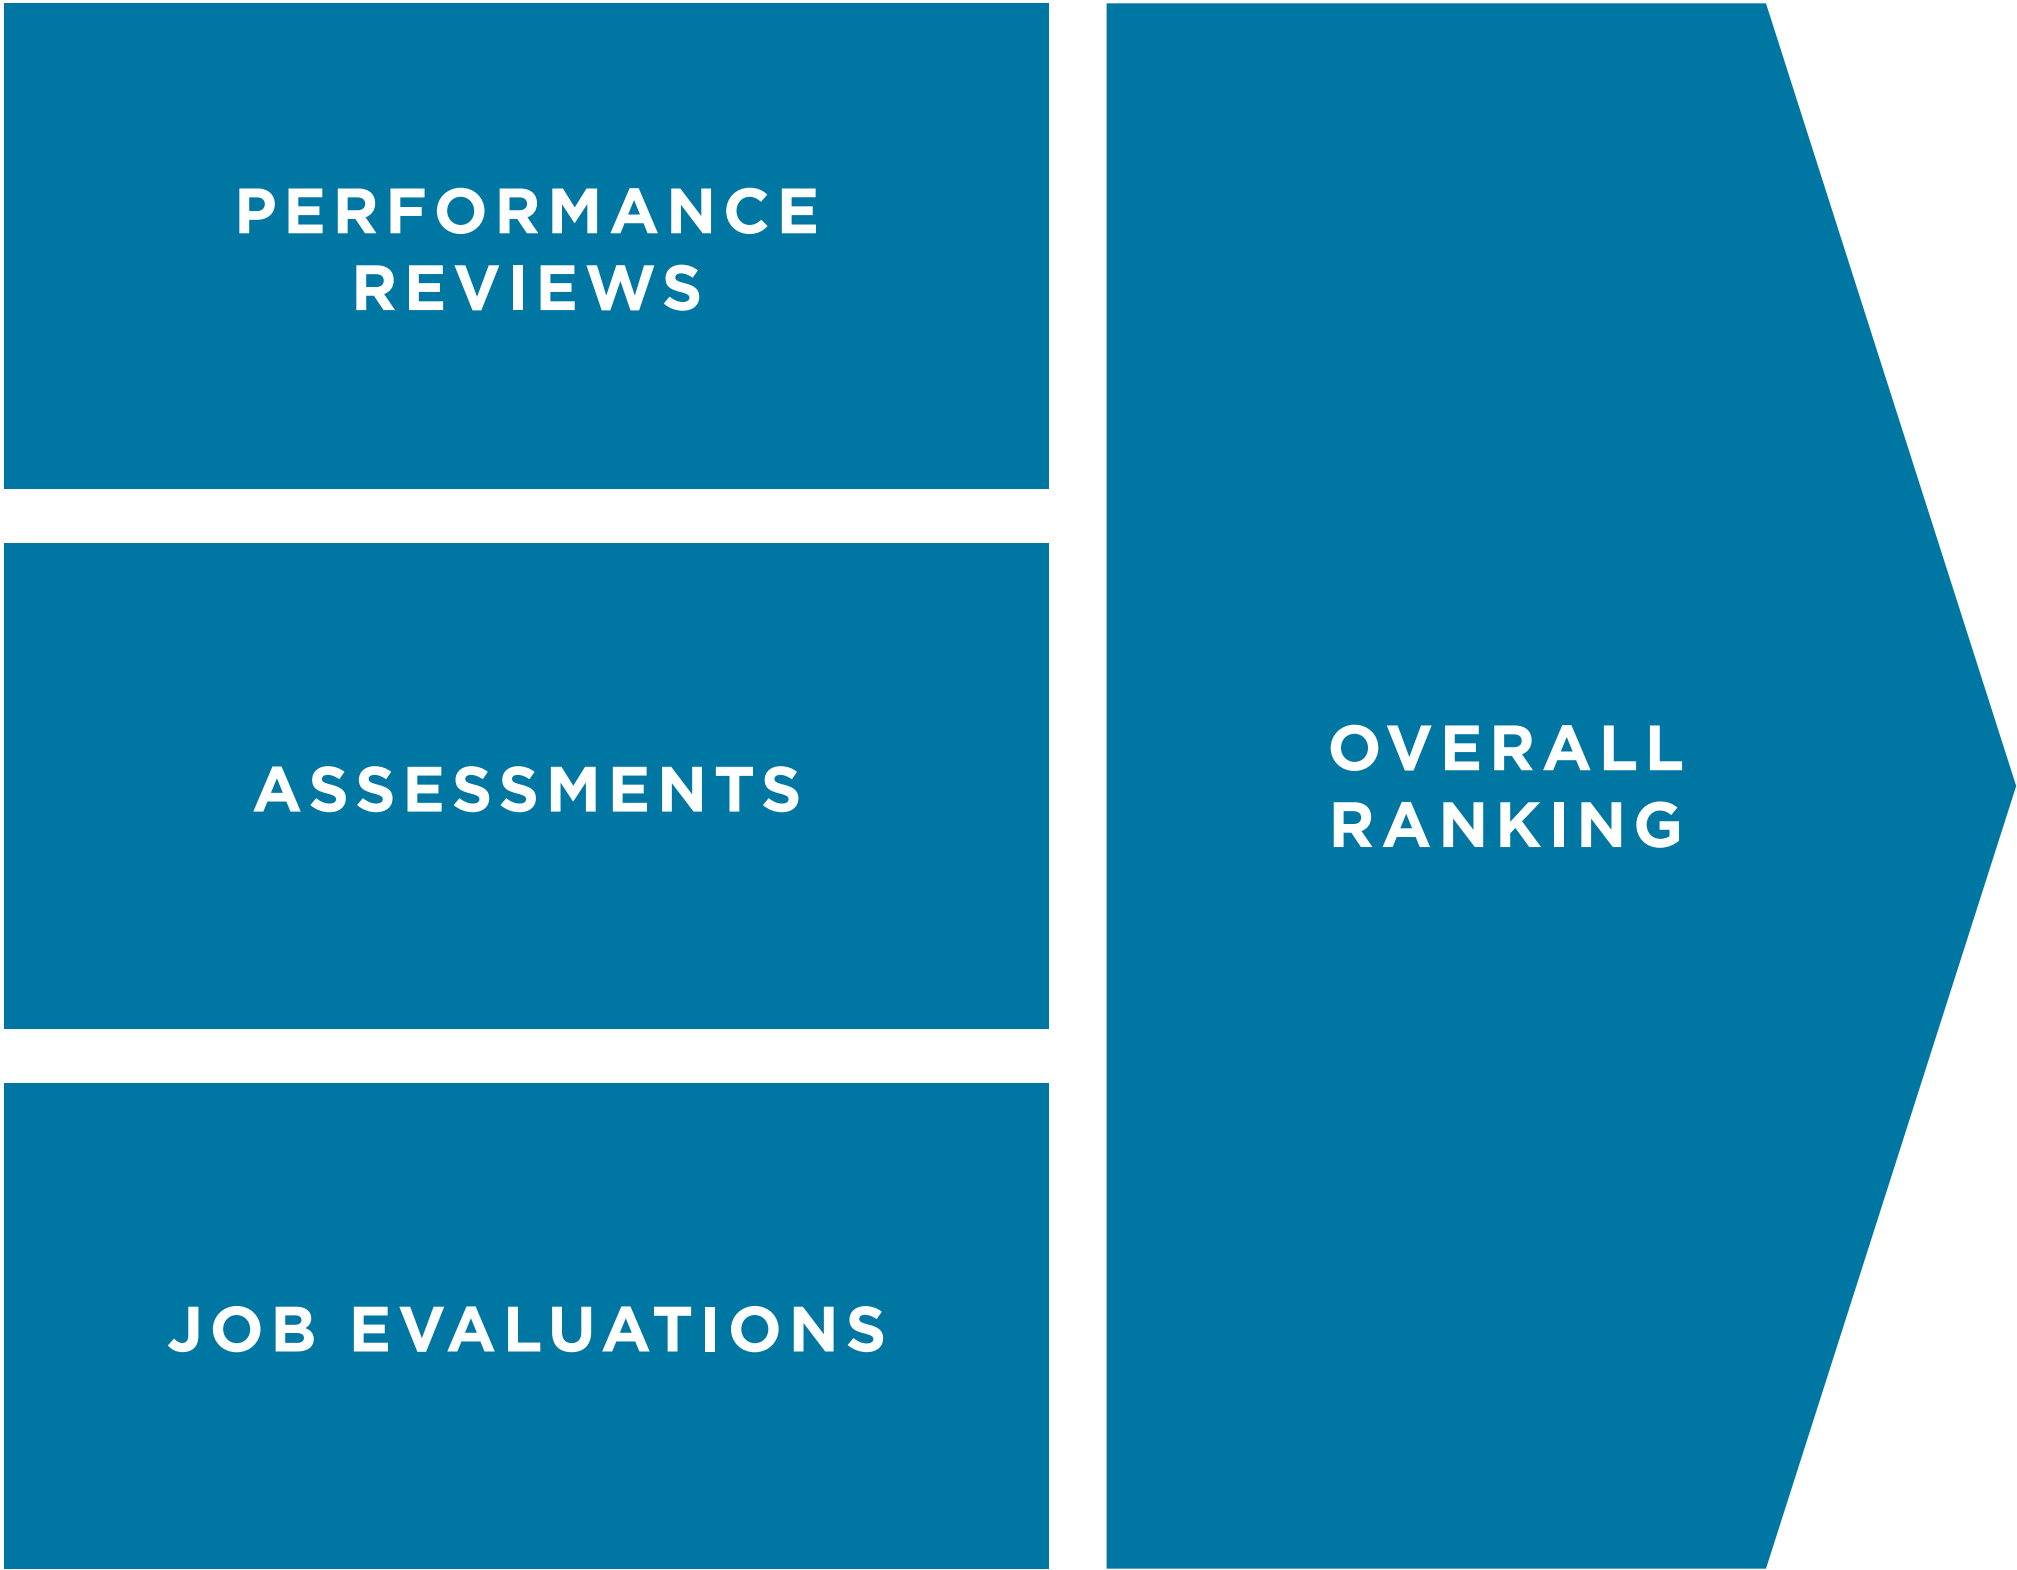 PERFORMANCE
REVIEWS
ASSESSMENTS
JOB EVALUATIONS
OVERALL
RANKING